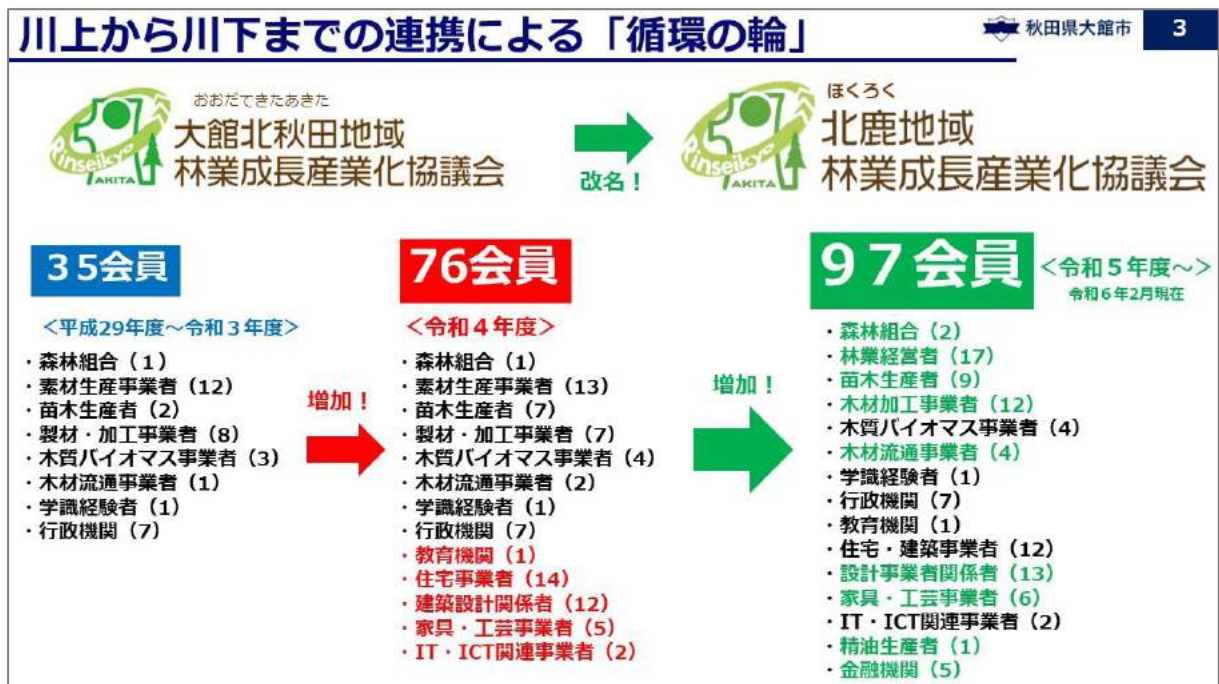 川上から川下までの連携による「循環の輪」
秋田県大館市
3
Rinseikyo
AKITA
おおだてきたあきた
大館北秋田地域
林業成長産業化協議会
改名！
Rinseikyo
AKITA
ほくろく
北鹿地域
林業成長産業化協議会
３５会員
＜平成29年度～令和３年度＞
・森林組合（１）
・素材生産事業者（12）
・苗木生産者（２）
・製材・加工事業者（８）
・木質バイオマス事業者（３）
・木材流通事業者（１）
・学識経験者（１）
・行政機関（７）
増加！
76会員
＜令和４年度＞
・森林組合（１）
・素材生産事業者（13）
・苗木生産者（７）
・製材・加工事業者（７）
・木質バイオマス事業者（４）
・木材流通事業者（２）
・学識経験者（１）
・行政機関（７）
・教育機関（１）
・住宅事業者（14）
・建築設計関係者（12）
・家具・工芸事業者（５）
・IT・ICT関連事業者（２）
増加！
９７会員
＜令和５年度～＞
令和６年2月現在
・森林組合（２）
・林業経営者（17）
・苗木生産者（９）
・木材加工事業者（12）
・木質バイオマス事業者（４）
・木材流通事業者（４）
・学識経験者（１）
・行政機関（７）
・教育機関（１）
・住宅・建築事業者（12）
・設計事業者関係者（13）
・家具・工芸事業者（６）
・IT・ICT関連事業者（２）
・精油生産者（１）
・金融機関（５）